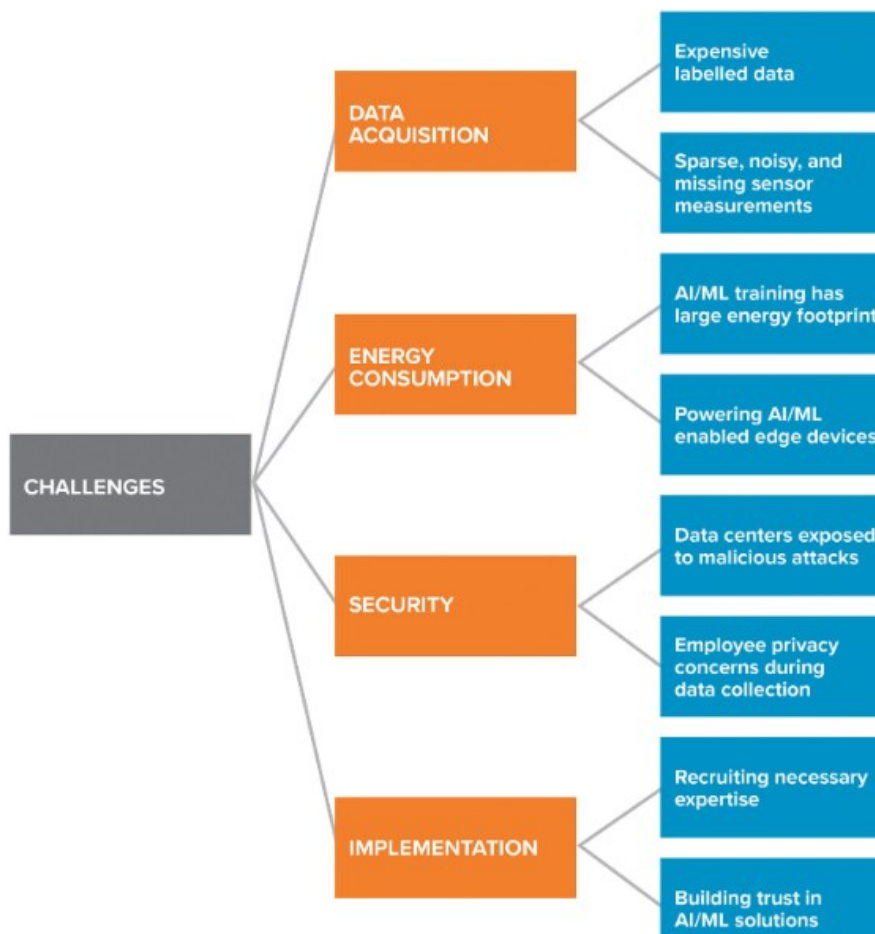 CHALLENGES
DATA
ACQUISITION
Expensive
labelled data
Sparse, noisy, and
missing sensor
measurements
ENERGY
CONSUMPTION
AI/ML training has
large energy footprint
Powering AI/ML
enabled edge devices
SECURITY
Data centers exposed
to malicious attacks
Employee privacy
concerns during
data collection
IMPLEMENTATION
Recruiting necessary
expertise
Building trust in
AI/ML solutions